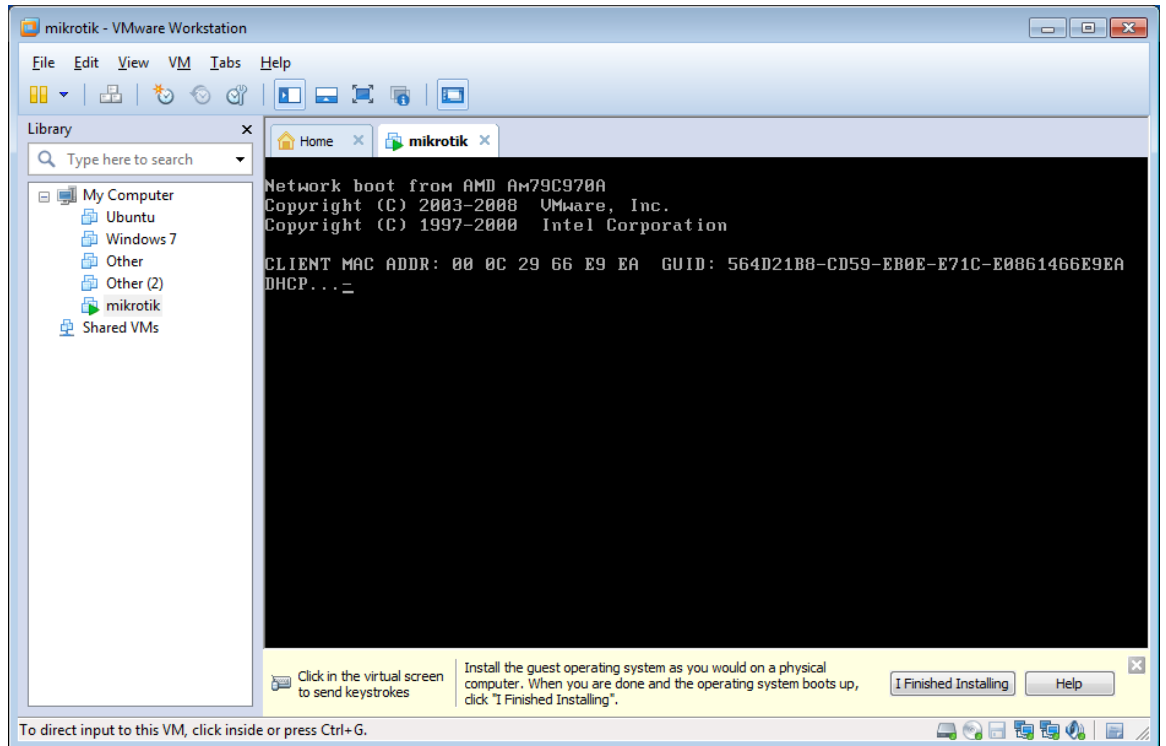 mikrotik - VMware Workstation
File Edit View VM Tabs Help
Library
Type here to search
My Computer
Ubuntu
Windows 7
Other
Other (2)
mikrotik
Shared VMs
Home
mikrotik
Network boot from AMD Am79C970A
Copyright (C) 2003-2008 VMware, Inc.
Copyright (C) 1997-2000 Intel Corporation
CLIENT MAC ADDR: 00 0C 29 66 E9 EA GUID: 564D21B8-CD59-EB0E-E71C-E0861466E9EA
DHCP..._
Click in the virtual screen
to send keystrokes
Install the guest operating system as you would on a physical
computer. When you are done and the operating system boots up,
click "I Finished Installing".
I Finished Installing
Help
To direct input to this VM, click inside or press Ctrl+G.